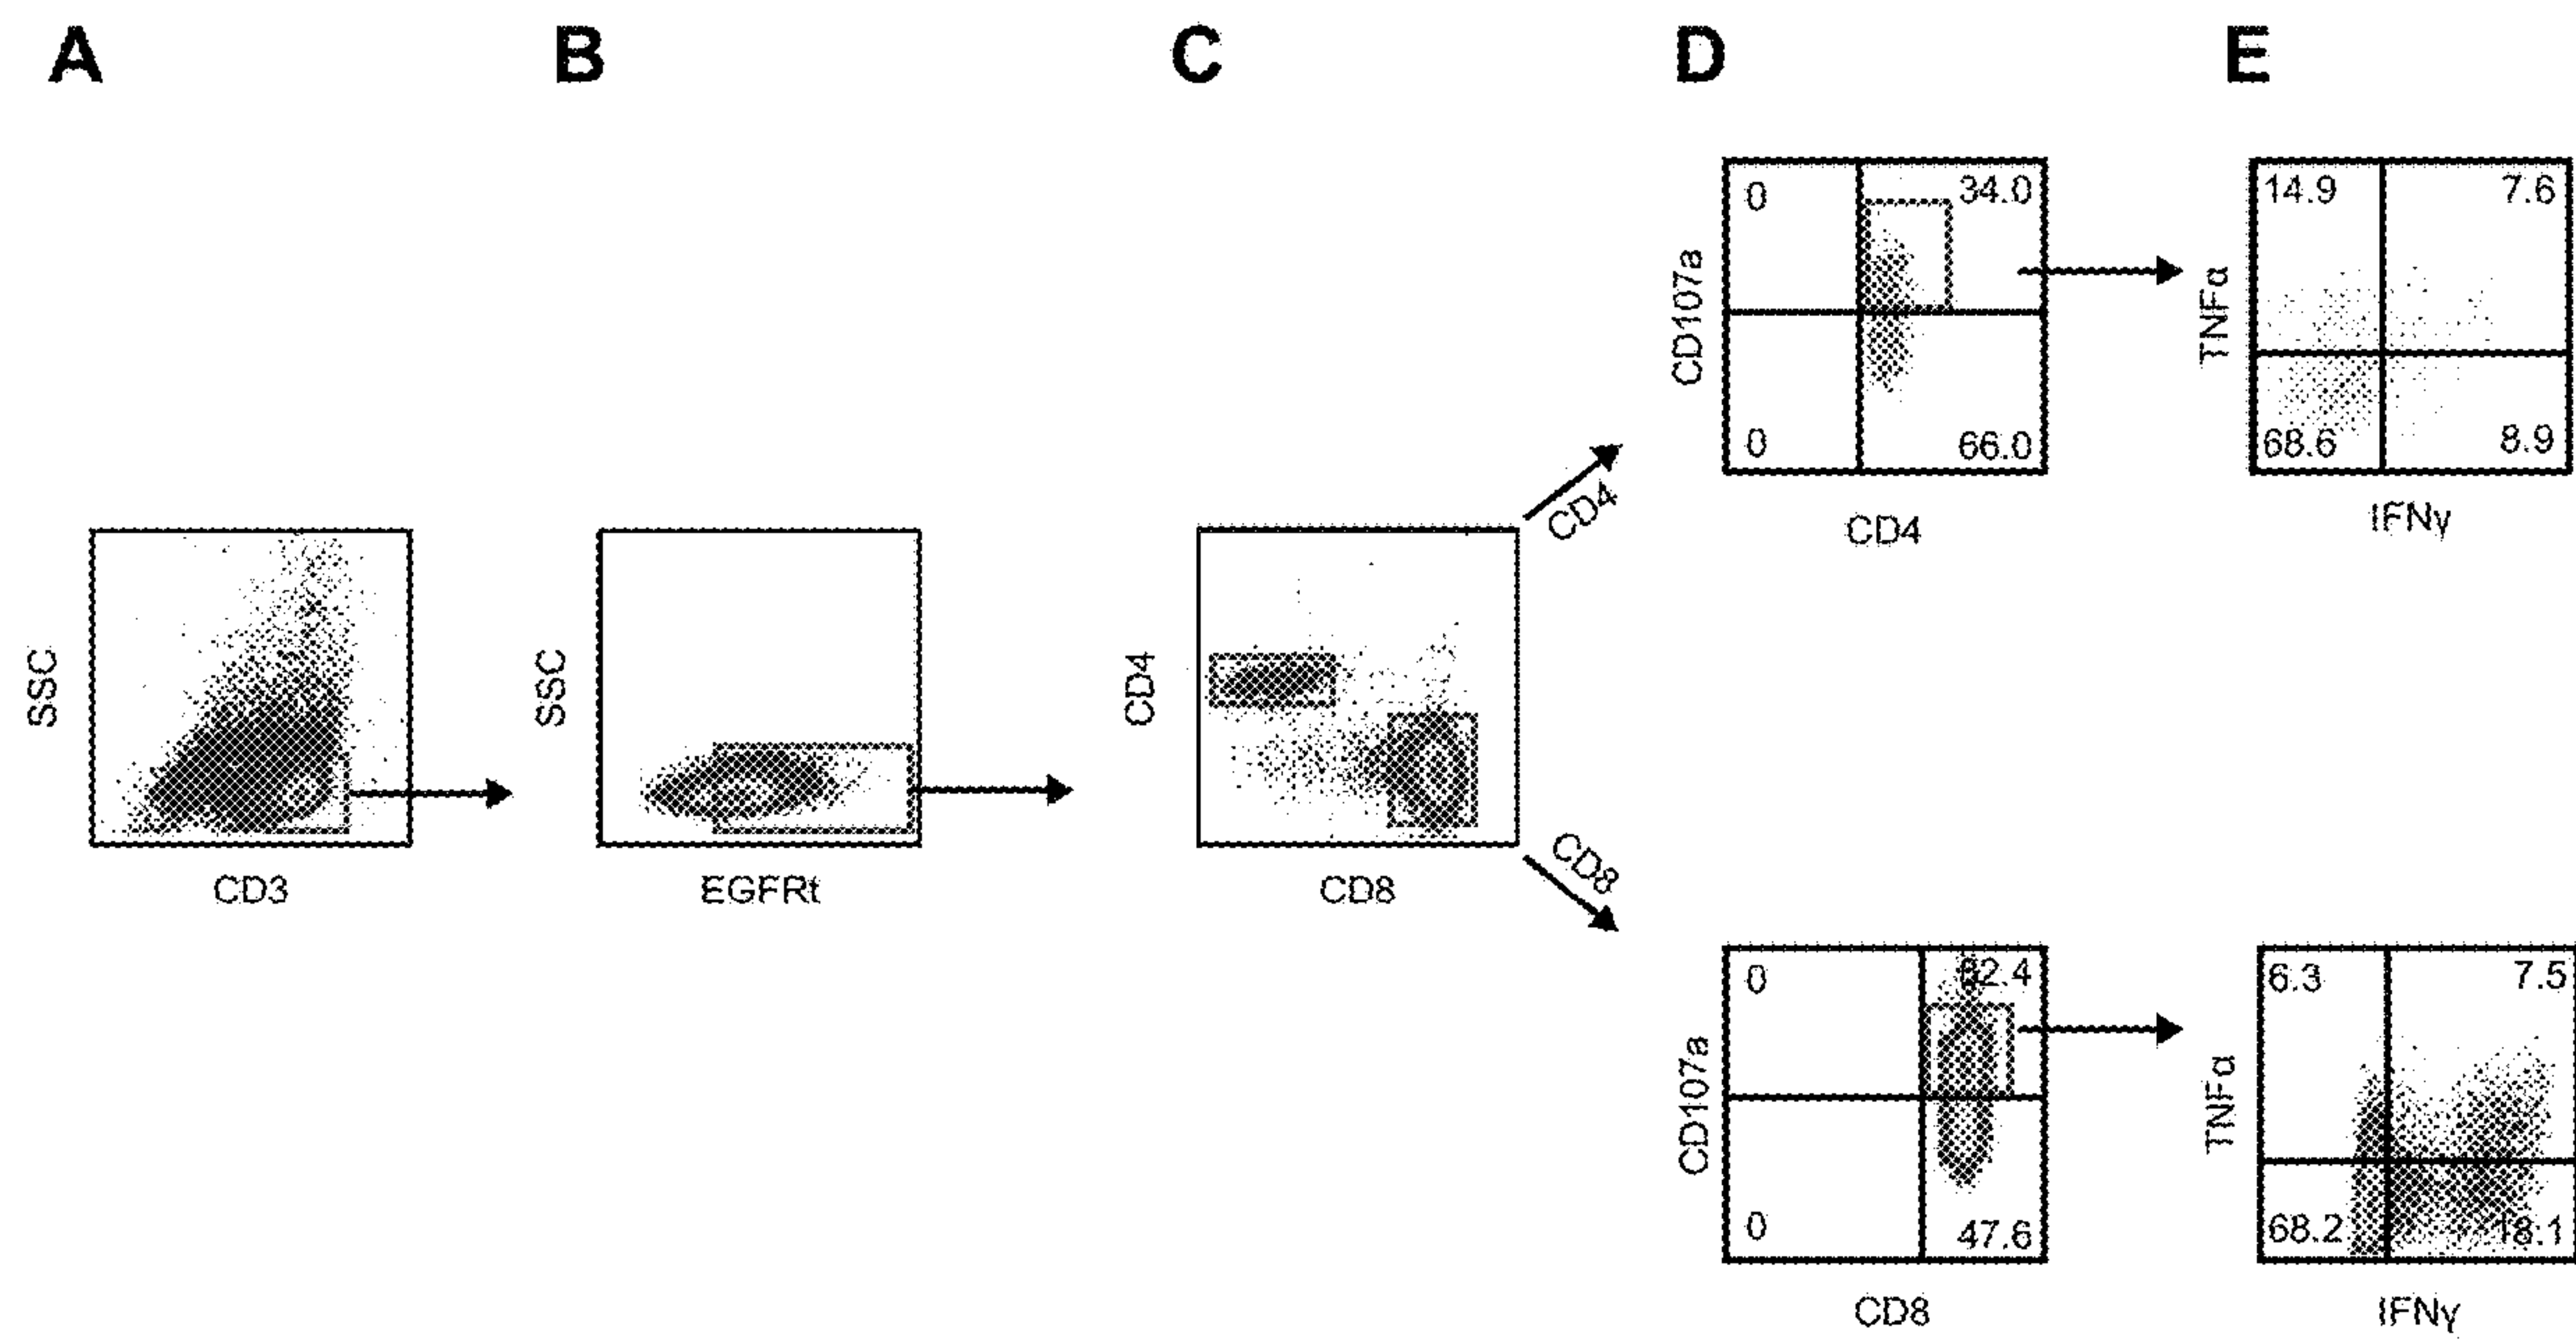 A B C D E
0 34.0
CD107a
0 66.0
CD4
14.9 7.6
TNFα
68.6 8.9
IFNγ
SSC
CD3
SSC
EGFRt
CD4
CD8
CD4
CD8
0
CD107a
0 47.6
CD8
6.3 7.5
TNFα
68.2 18.1
IFNγ